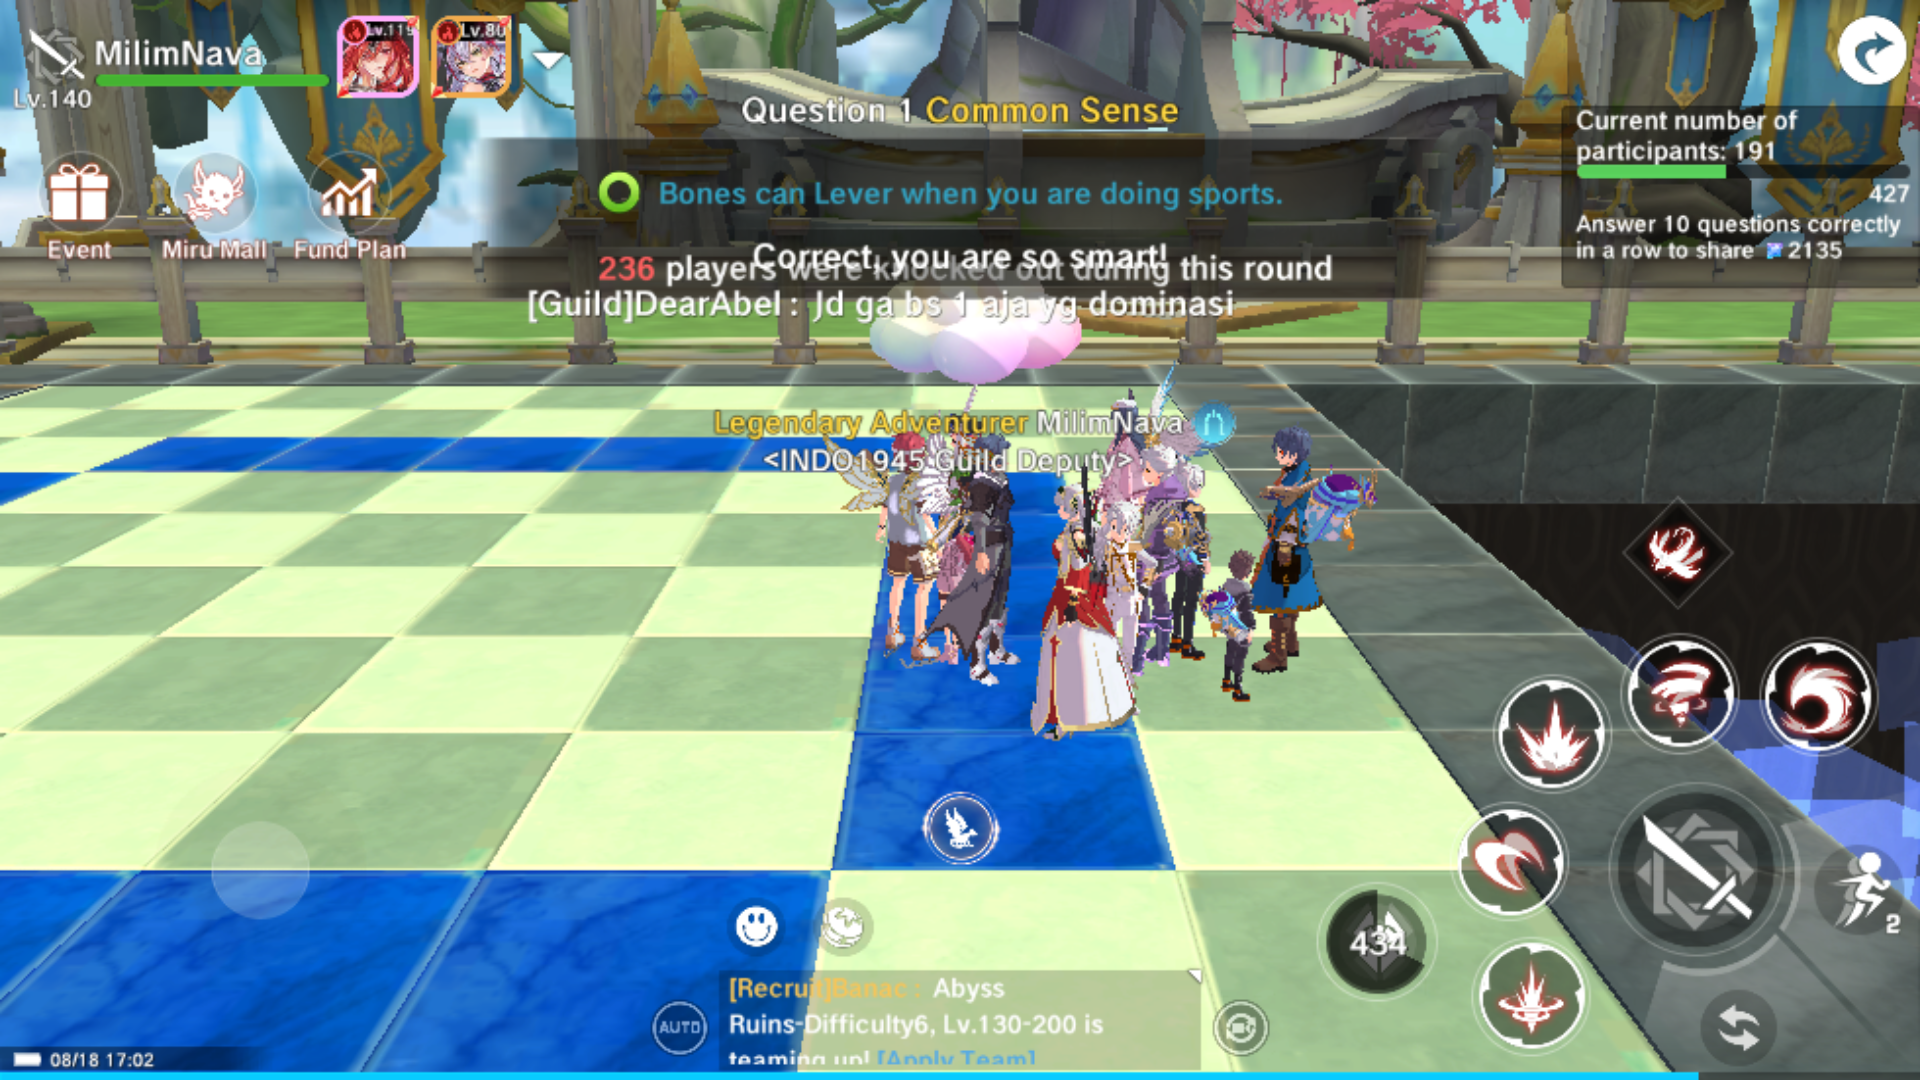 MilimNava
Lv.140
Lv.119
Lv.80
Event
Miru Mall
Fund Plan
Question 1 Common Sense
Bones can Lever when you are doing sports.
Correct, you are so smart!
236 players were knocked out during this round
[Guild]DearAbel : Jd ga bs 1 aja yg dominasi
Current number of
participants: 191
427
Answer 10 questions correctly
in a row to share 2135
Legendary Adventurer MilimNava
<INDO1945 Guild Deputy>
434
2
AUTO
[Recruit]Banac : Abyss
Ruins-Difficulty6, Lv.130-200 is
teaming up! [Apply Team]
08/18 17:02